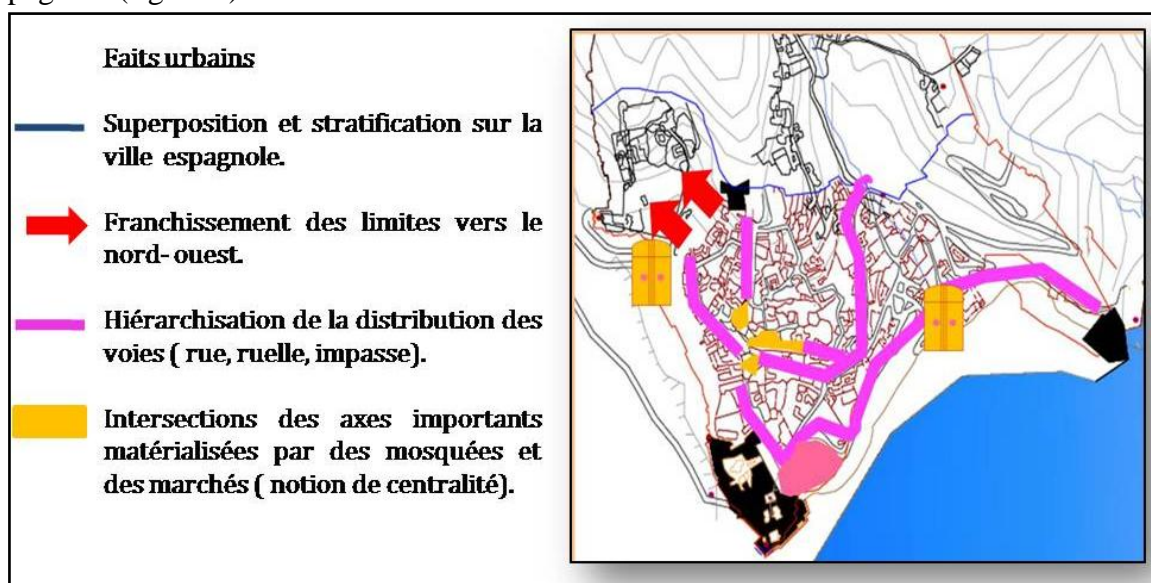 Faits urbains
Superposition et stratification sur la
ville espagnole.
Franchissement des limites vers le
nord- ouest.
Hiérarchisation de la distribution des
voies ( rue, ruelle, impasse).
Intersections des axes importants
matérialisées par des mosquées et
des marchés ( notion de centralité).